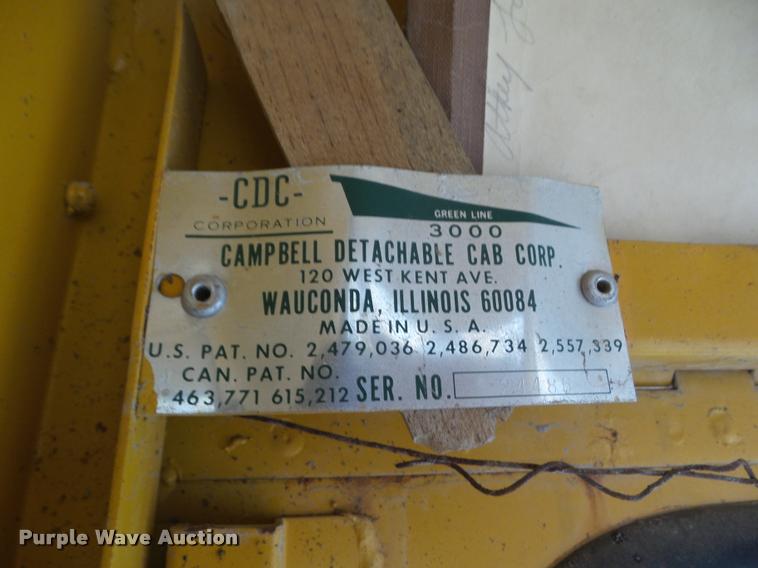 -CDC-
CORPORATION
GREEN LINE
3000
CAMPBELL DETACHABLE CAB CORP.
120 WEST KENT AVE.
WAUCONDA, ILLINOIS 60084
MADE IN U. S. A.
U.S. PAT. NO. 2,479,036 2,486,734 2,557,339
CAN. PAT. NO.
463,771 615,212 SER. NO.
Purple Wave Auction